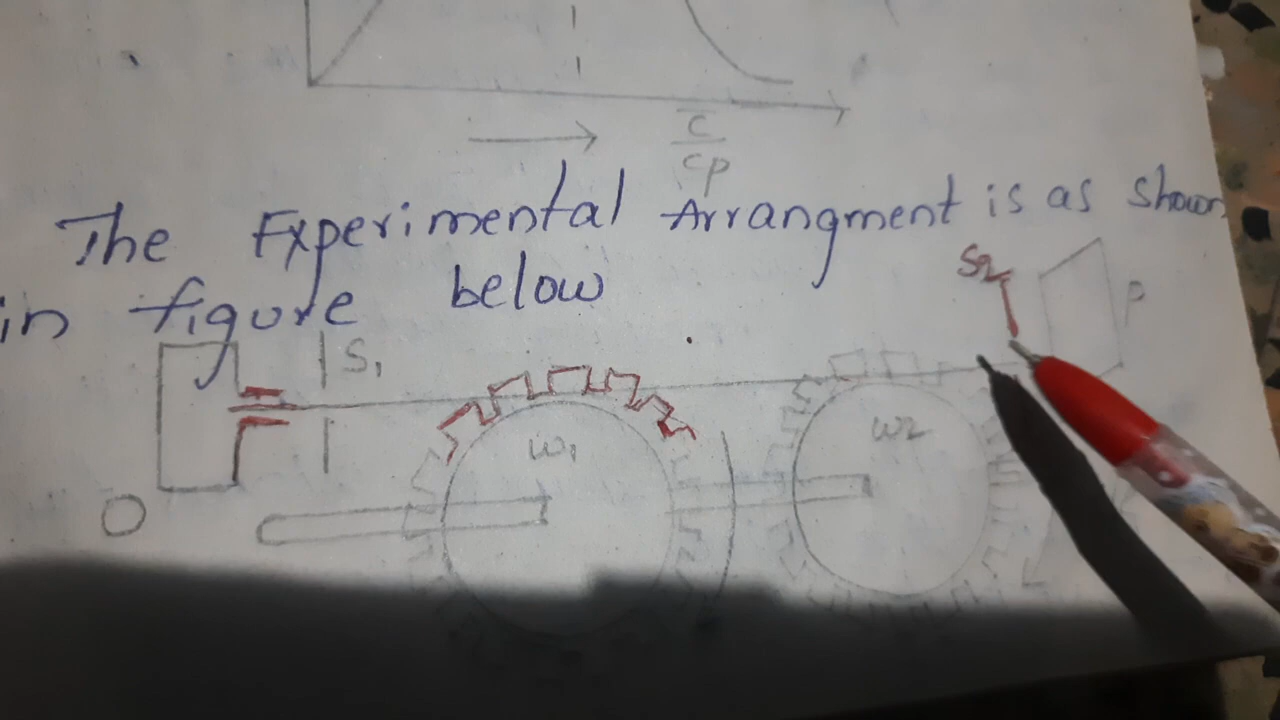 c
cp
The Experimental Arrangment is as shown
in figure below
S2
P
S1
W1
W2
O